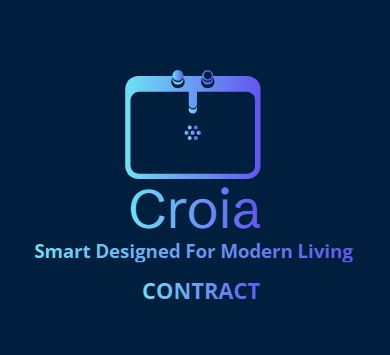 Croia
Smart Designed For Modern Living
CONTRACT